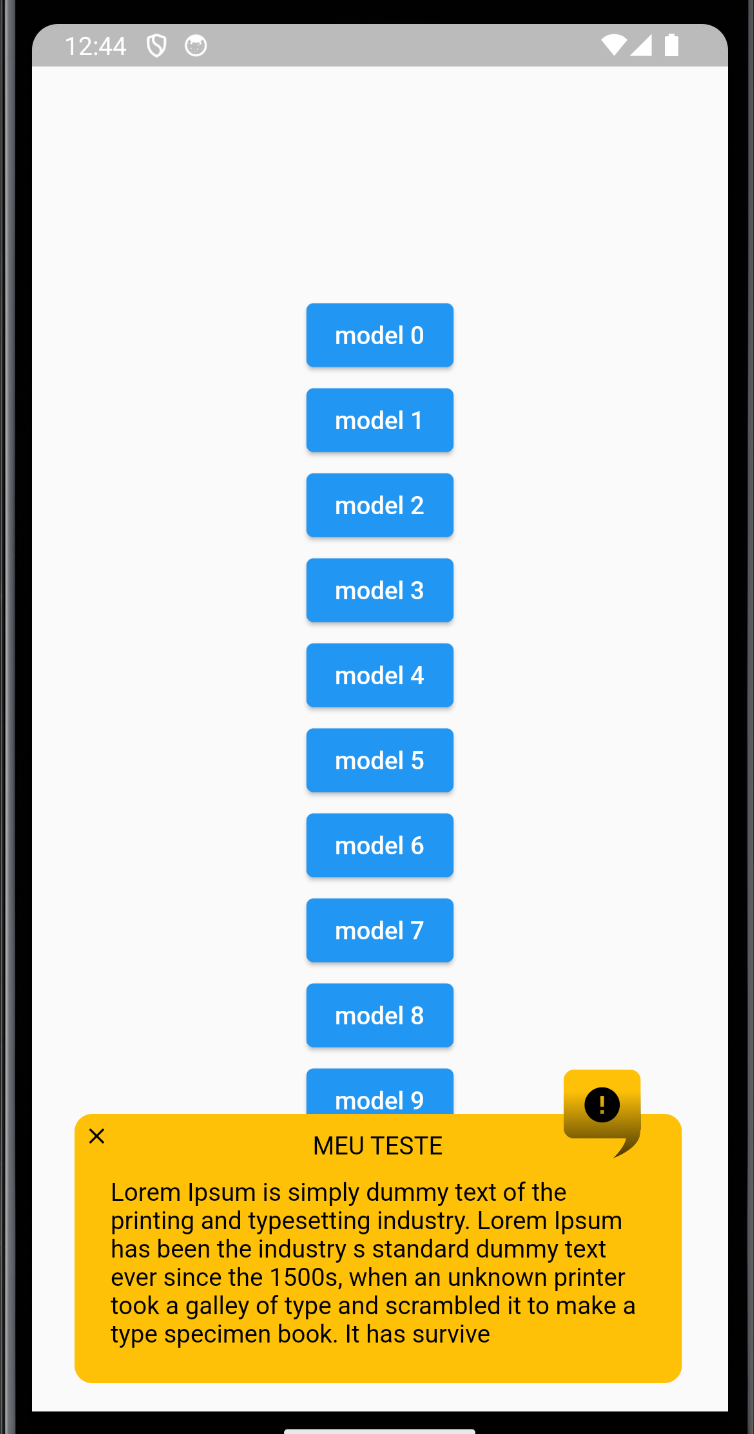 12:44
model 0
model 1
model 2
model 3
model 4
model 5
model 6
model 7
model 8
model 9
MEU TESTE
Lorem Ipsum is simply dummy text of the
printing and typesetting industry. Lorem Ipsum
has been the industry s standard dummy text
ever since the 1500s, when an unknown printer
took a galley of type and scrambled it to make a
type specimen book. It has survive